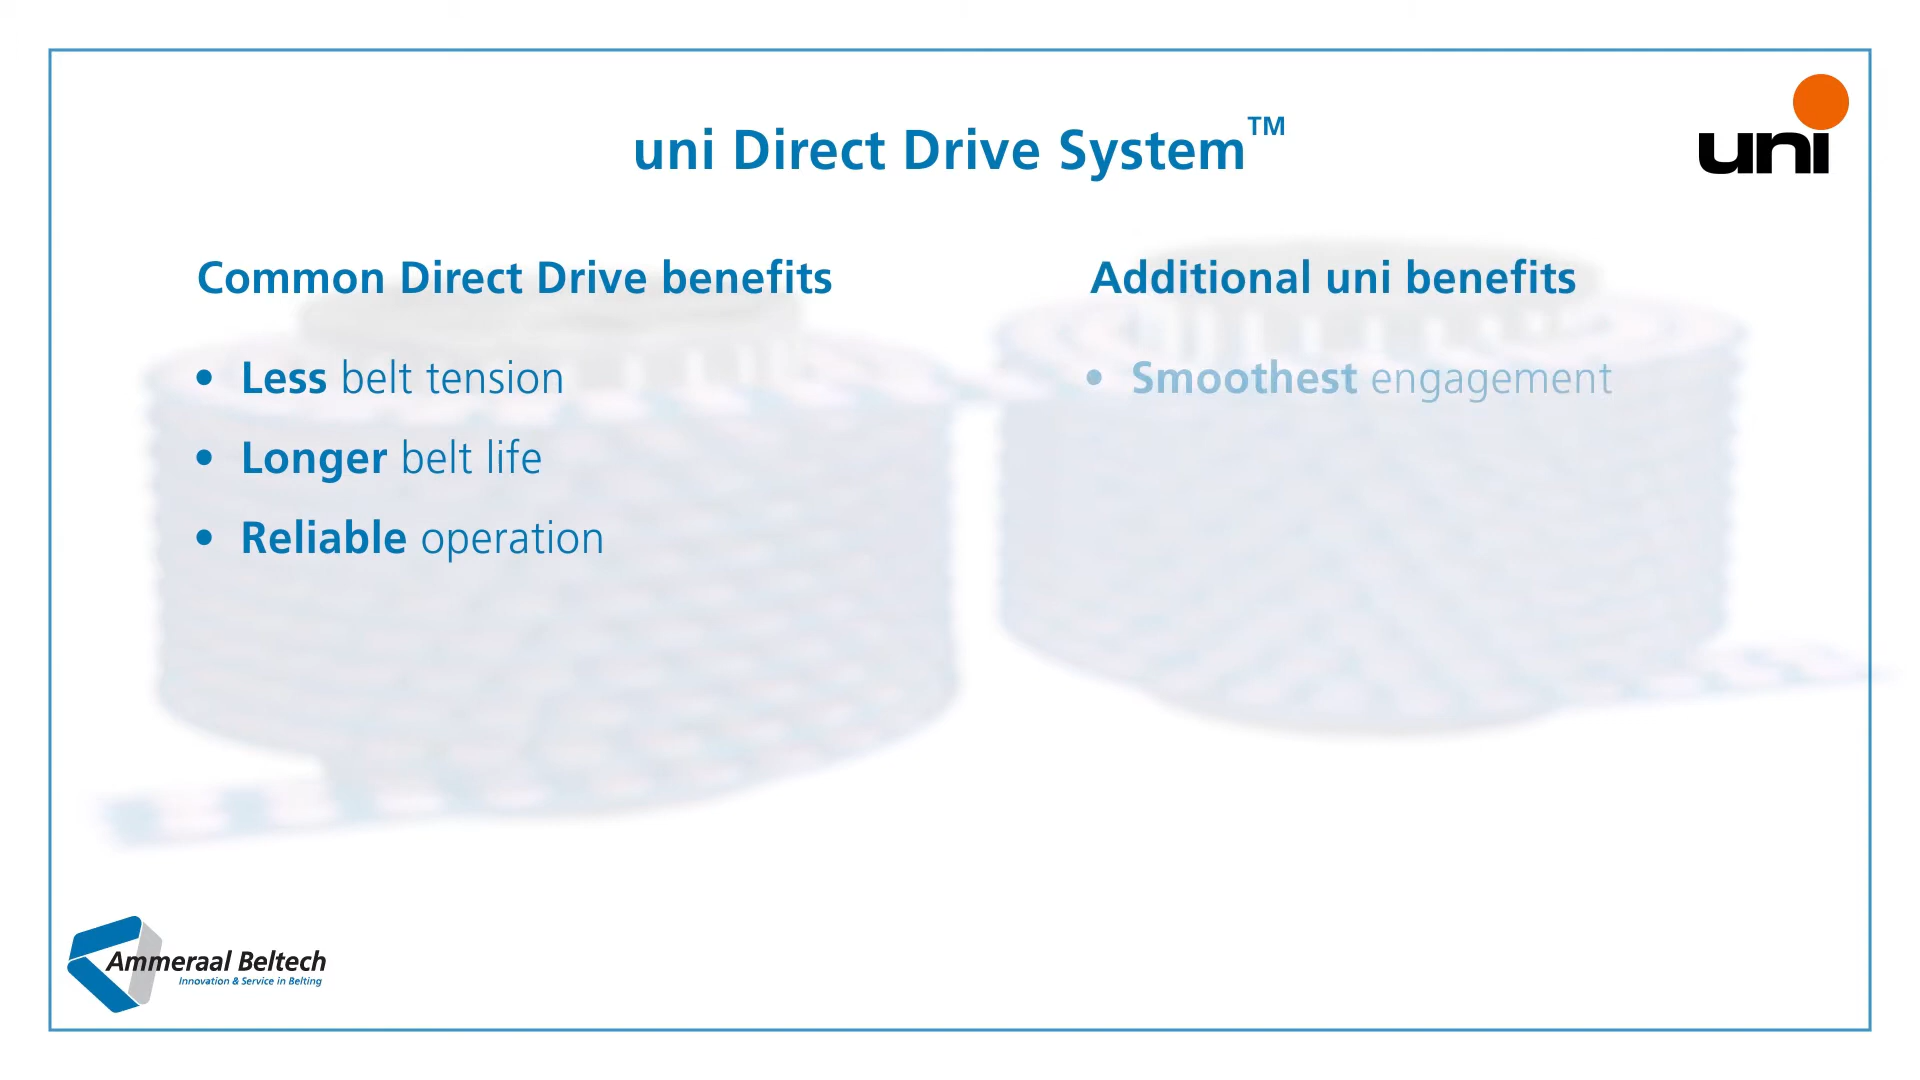 uni Direct Drive System™
uni
Common Direct Drive benefits
• Less belt tension
• Longer belt life
• Reliable operation
Additional uni benefits
• Smoothest engagement
Ammeraal Beltech
Innovation & Service in Belting